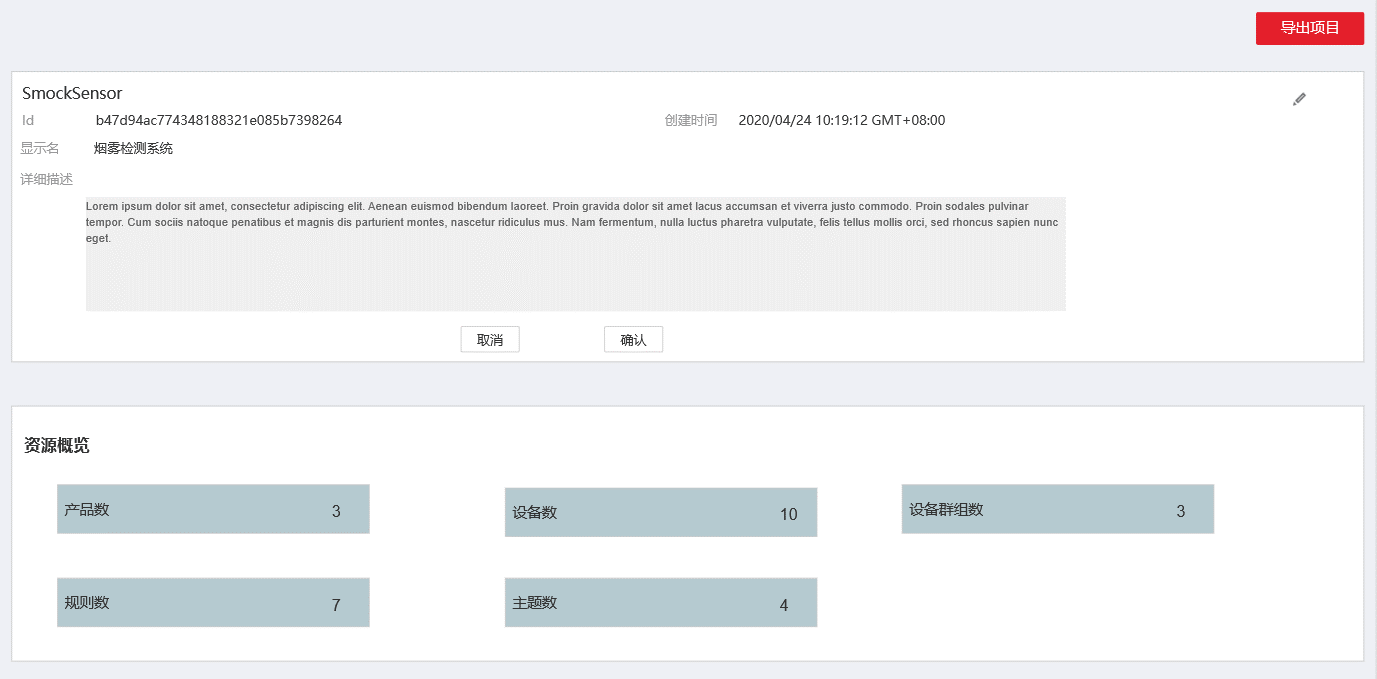 导出项目
SmockSensor
Id b47d94ac774348188321e085b7398264 创建时间 2020/04/24 10:19:12 GMT+08:00
显示名 烟雾检测系统
详细描述
Lorem ipsum dolor sit amet, consectetur adipiscing elit. Aenean euismod bibendum laoreet. Proin gravida dolor sit amet lacus accumsan et viverra justo commodo. Proin sodales pulvinar
tempor. Cum sociis natoque penatibus et magnis dis parturient montes, nascetur ridiculus mus. Nam fermentum, nulla luctus pharetra vulputate, felis tellus mollis orci, sed rhoncus sapien nunc
eget.
取消 确认
资源概览
产品数 3 设备数 10 设备群组数 3
规则数 7 主题数 4